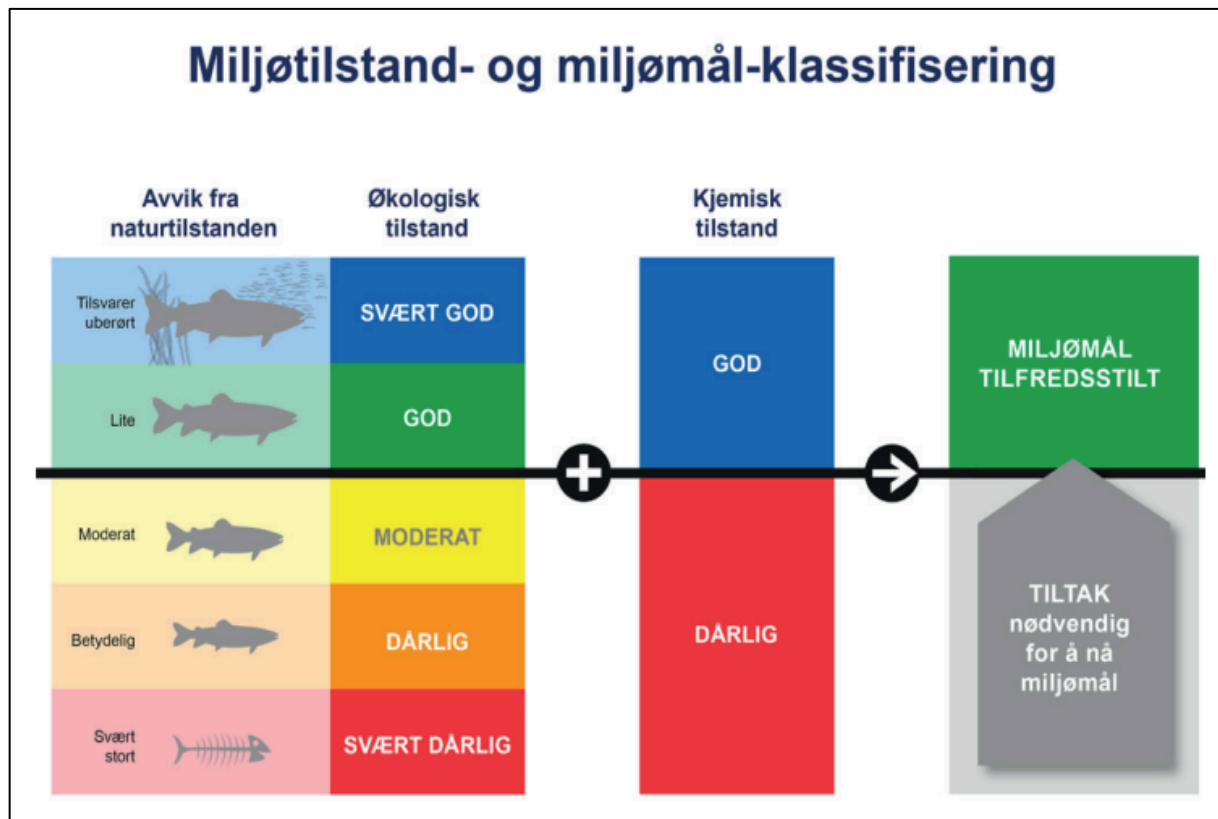 Miljøtilstand- og miljømål-klassifisering
Avvik fra
naturtilstanden
Økologisk
tilstand
Kjemisk
tilstand
Tilsvarer
uberørt
SVÆRT GOD
Lite
GOD
GOD
MILJØMÅL
TILFREDSSTILT
Moderat
MODERAT
Betydelig
DÅRLIG
Svært
stort
SVÆRT DÅRLIG
DÅRLIG
TILTAK
nødvendig
for å nå
miljømål